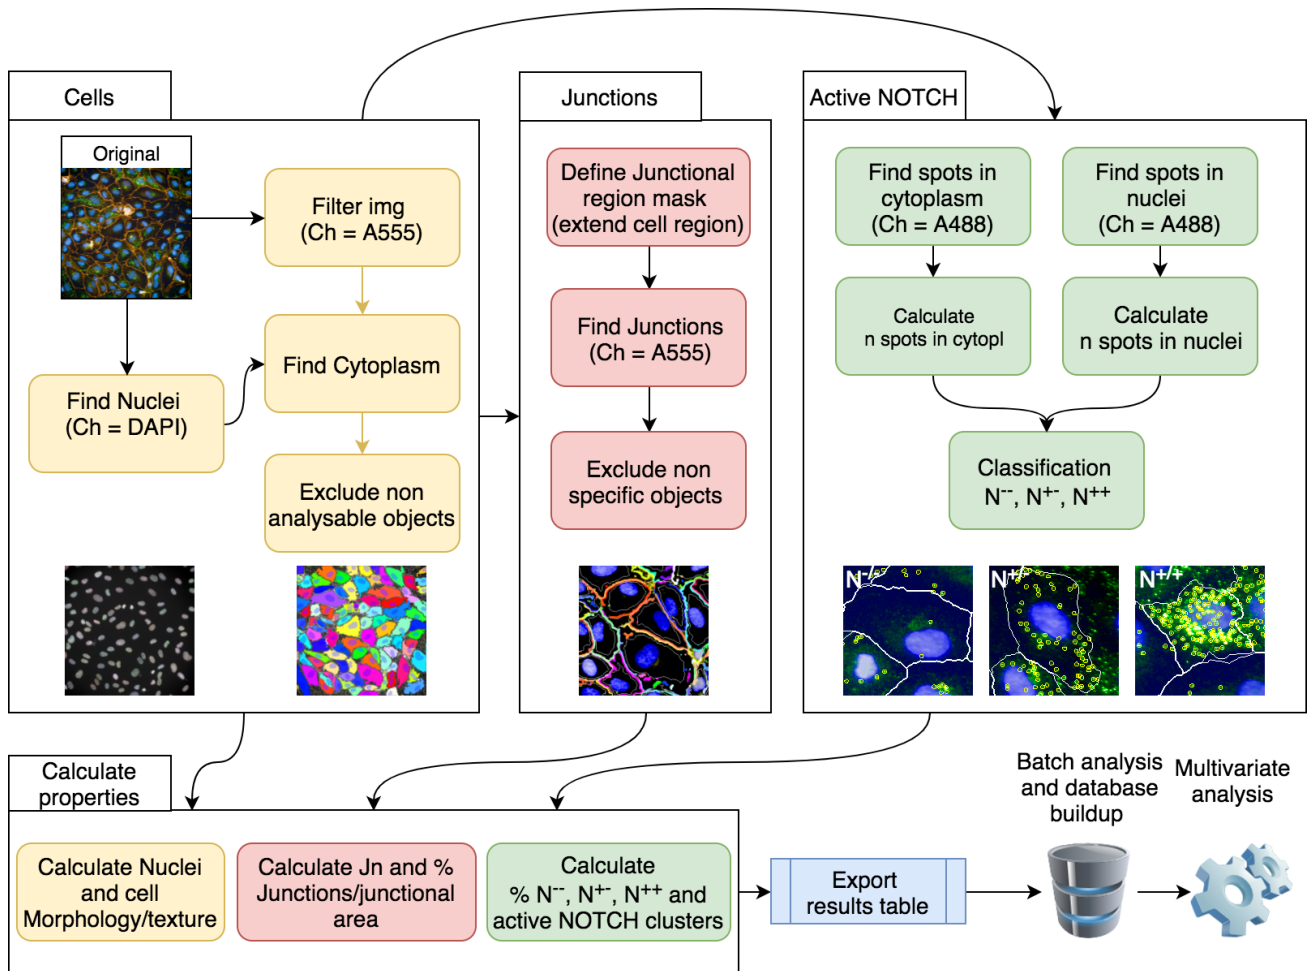 Cells
Original
Filter img
(Ch = A555)
Find Cytoplasm
Find Nuclei
(Ch = DAPI)
Exclude non
analysable objects
Junctions
Define Junctional
region mask
(extend cell region)
Find Junctions
(Ch = A555)
Exclude non
specific objects
Active NOTCH
Find spots in
cytoplasm
(Ch = A488)
Find spots in
nuclei
(Ch = A488)
Calculate
n spots in cytopl
Calculate
n spots in nuclei
Classification
N⁻⁻, N⁺⁻, N⁺⁺
N⁻/⁻
N⁺/⁻
N⁺/⁺
Calculate
properties
Calculate Nuclei
and cell
Morphology/texture
Calculate Jn and %
Junctions/junctional
area
Calculate
% N⁻⁻, N⁺⁻, N⁺⁺ and
active NOTCH clusters
Export
results table
Batch analysis
and database
buildup
Multivariate
analysis